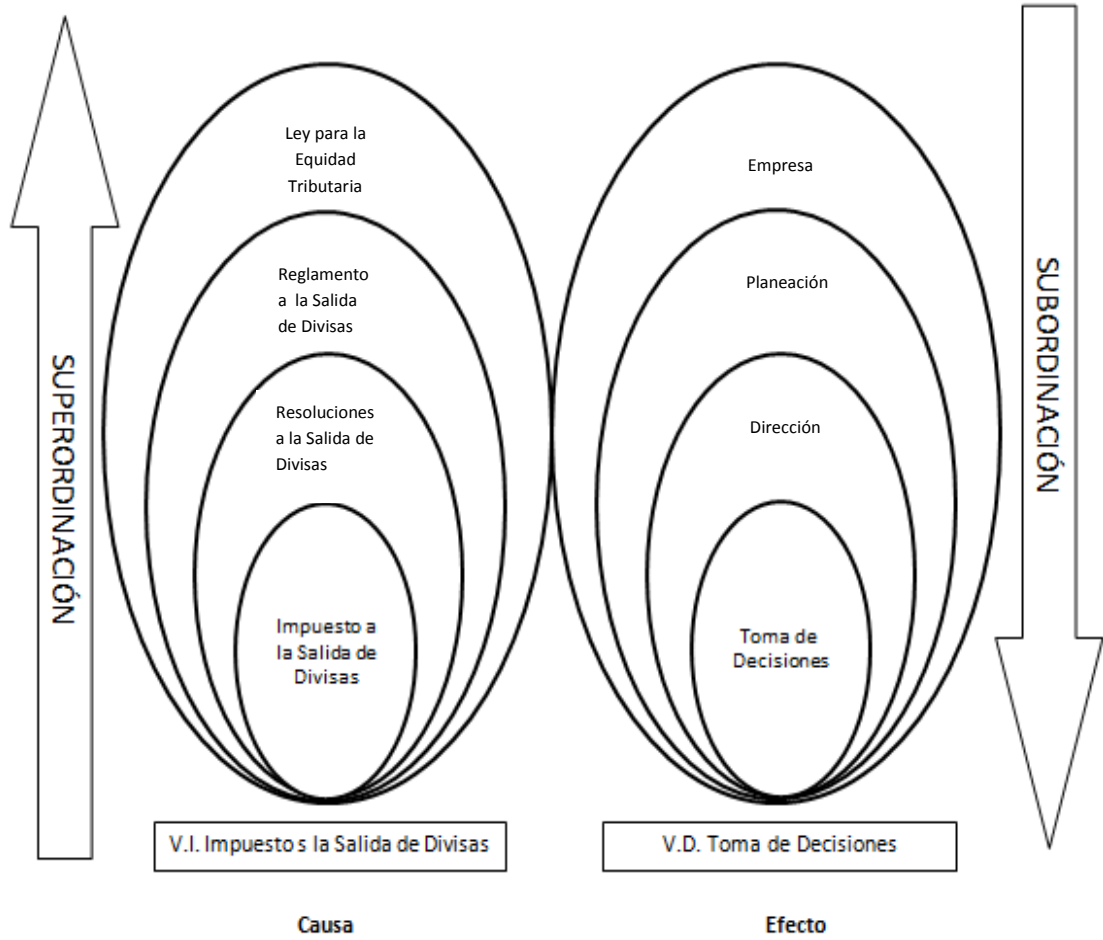 SUPERORDINACIÓN
Ley para la
Equidad
Tributaria
Reglamento
a la Salida
de Divisas
Resoluciones
a la Salida de
Divisas
Impuesto a
la Salida de
Divisas
V.I. Impuesto s la Salida de Divisas
Causa
Empresa
Planeación
Dirección
Toma de
Decisiones
V.D. Toma de Decisiones
Efecto
SUBORDINACIÓN